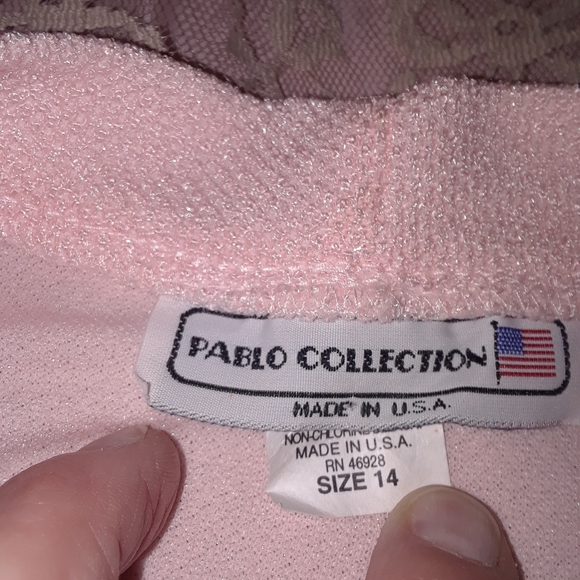 PABLO COLLECTION
MADE IN U.S.A.
NON-CHLORINE
MADE IN U.S.A.
RN 46928
SIZE 14